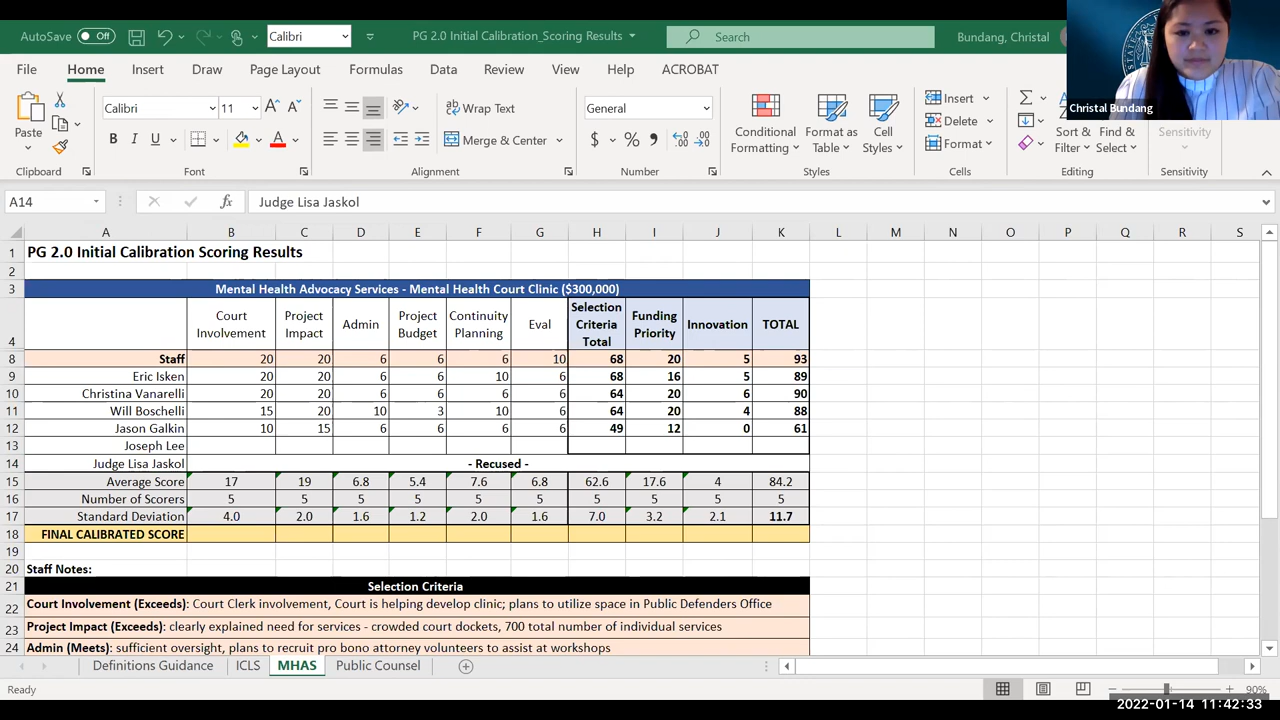 AutoSave Off Calibri PG 2.0 Initial Calibration_Scoring Results Search Bundang, Christal
File Home Insert Draw Page Layout Formulas Data Review View Help ACROBAT
Christal Bundang
Paste Calibri 11 Wrap Text General Conditional Formatting Format as Table Cell Styles Insert Sort & Filter Find & Select Sensitivity
B I U A Merge & Center $ % Delete
Format
Clipboard Font Alignment Number Styles Cells Editing Sensitivity
A14 fx Judge Lisa Jaskol
A B C D E F G H I J K L M N O P Q R S
1 PG 2.0 Initial Calibration Scoring Results
2
3 Mental Health Advocacy Services - Mental Health Court Clinic ($300,000)
4 Court Involvement Project Impact Admin Project Budget Continuity Planning Eval Selection Criteria Total Funding Priority Innovation TOTAL
8 Staff 20 20 6 6 6 10 68 20 5 93
9 Eric Isken 20 20 6 6 10 6 68 16 5 89
10 Christina Vanarelli 20 20 6 6 6 6 64 20 6 90
11 Will Boschelli 15 20 10 3 10 6 64 20 4 88
12 Jason Galkin 10 15 6 6 6 6 49 12 0 61
13 Joseph Lee
14 Judge Lisa Jaskol - Recused -
15 Average Score 17 19 6.8 5.4 7.6 6.8 62.6 17.6 4 84.2
16 Number of Scorers 5 5 5 5 5 5 5 5 5 5
17 Standard Deviation 4.0 2.0 1.6 1.2 2.0 1.6 7.0 3.2 2.1 11.7
18 FINAL CALIBRATED SCORE
19
20 Staff Notes:
21 Selection Criteria
22 Court Involvement (Exceeds): Court Clerk involvement, Court is helping develop clinic; plans to utilize space in Public Defenders Office
23 Project Impact (Exceeds): clearly explained need for services - crowded court dockets, 700 total number of individual services
24 Admin (Meets): sufficient oversight, plans to recruit pro bono attorney volunteers to assist at workshops
Definitions Guidance ICLS MHAS Public Counsel
Ready 90%
2022-01-14 11:42:33